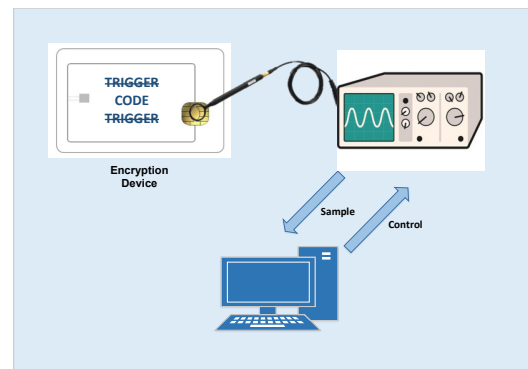 TRIGGER
CODE
TRIGGER
Encryption
Device
Sample
Control